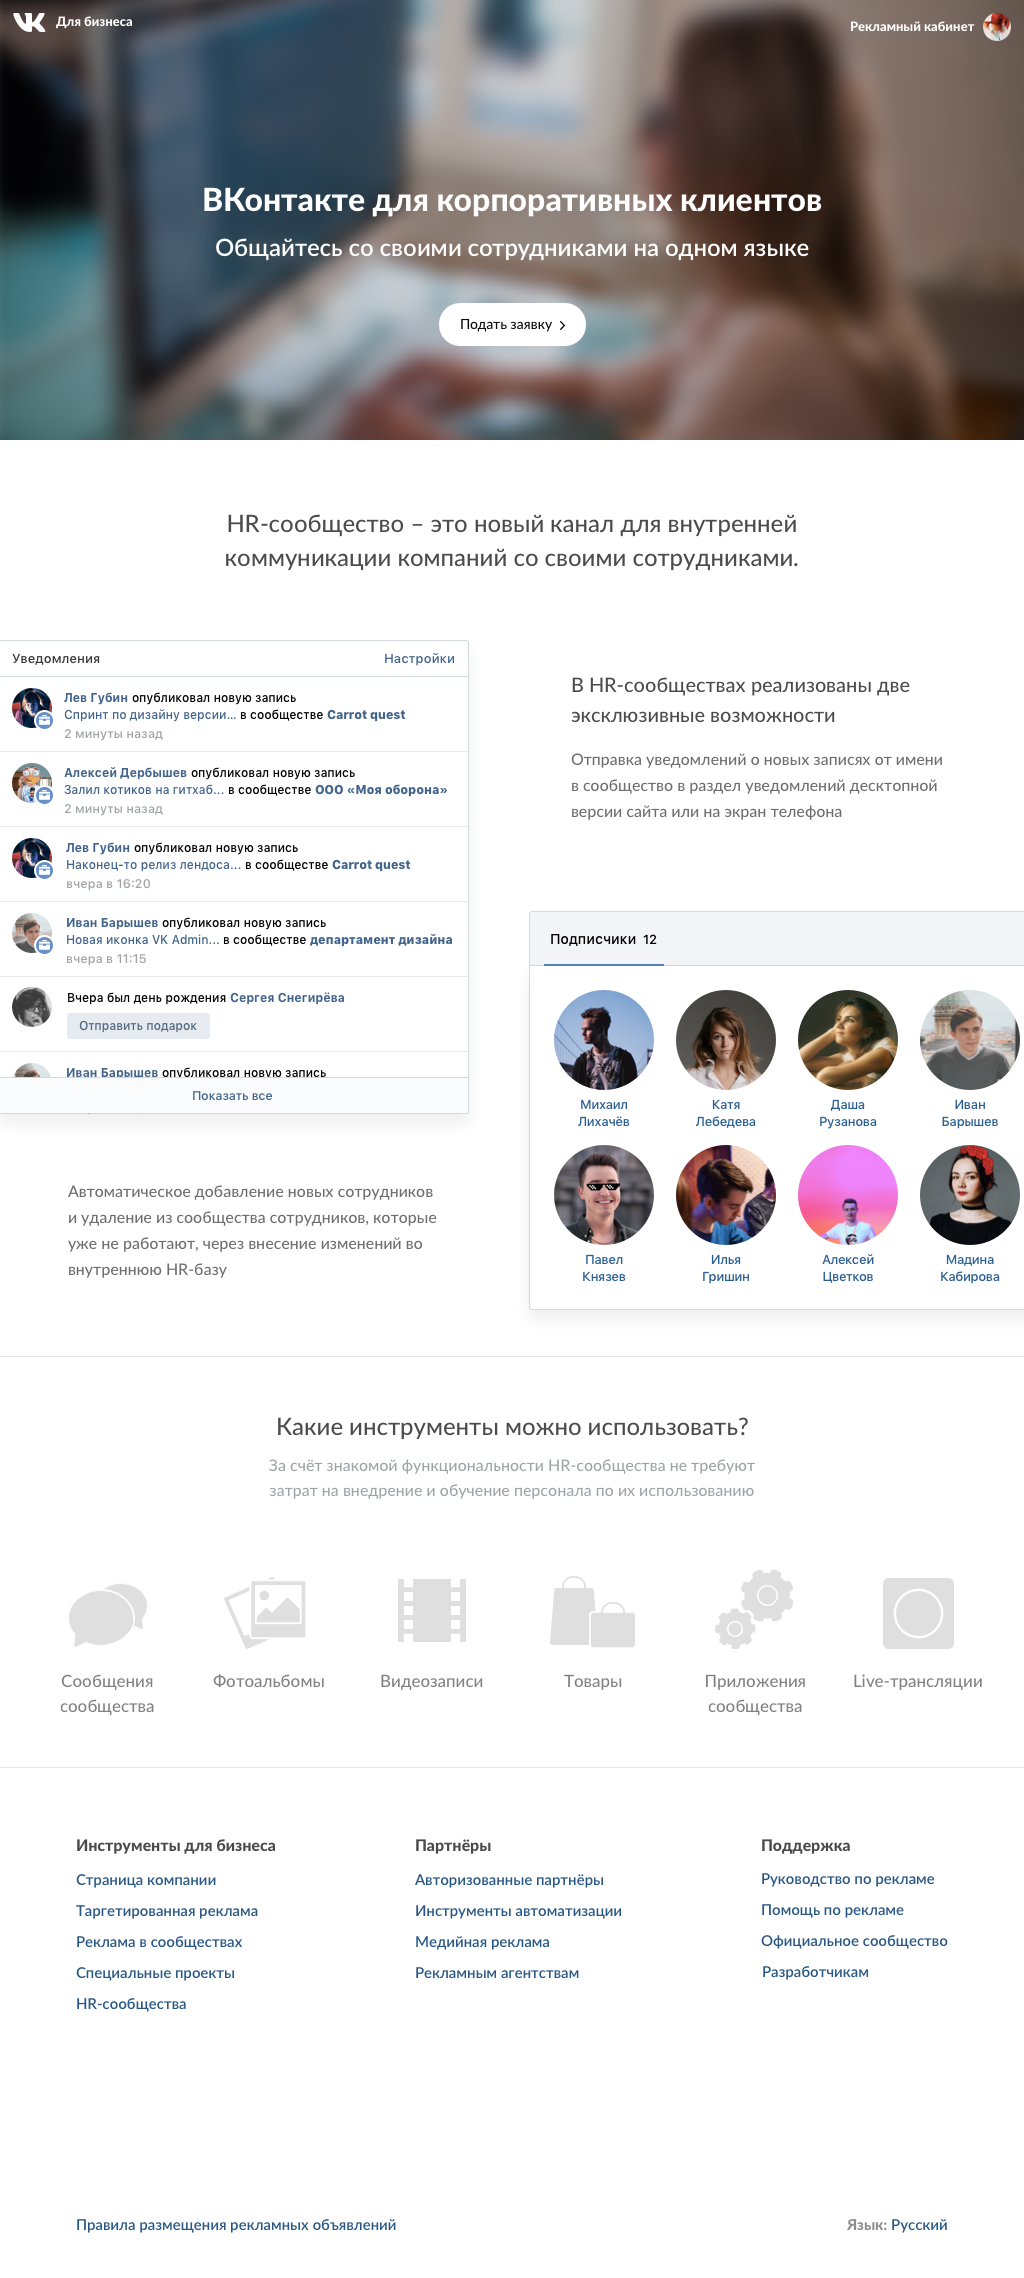 Для бизнеса
Рекламный кабинет
ВКонтакте для корпоративных клиентов
Общайтесь со своими сотрудниками на одном языке
Подать заявку
HR-сообщество – это новый канал для внутренней
коммуникации компаний со своими сотрудниками.
Уведомления
Настройки
Лев Губин опубликовал новую запись
Спринт по дизайну версии... в сообществе Carrot quest
2 минуты назад
Алексей Дербышев опубликовал новую запись
Залил котиков на гитхаб... в сообществе ООО «Моя оборона»
2 минуты назад
Лев Губин опубликовал новую запись
Наконец-то релиз лендоса... в сообществе Carrot quest
вчера в 16:20
Иван Барышев опубликовал новую запись
Новая иконка VK Admin... в сообществе департамент дизайна
вчера в 11:15
Вчера был день рождения Сергея Снегирёва
Отправить подарок
Иван Барышев опубликовал новую запись
Показать все
В HR-сообществах реализованы две
эксклюзивные возможности
Отправка уведомлений о новых записях от имени
в сообщество в раздел уведомлений десктопной
версии сайта или на экран телефона
Подписчики 12
Михаил
Лихачёв
Катя
Лебедева
Даша
Рузанова
Иван
Барышев
Павел
Князев
Илья
Гришин
Алексей
Цветков
Мадина
Кабирова
Автоматическое добавление новых сотрудников
и удаление из сообщества сотрудников, которые
уже не работают, через внесение изменений во
внутреннюю HR-базу
Какие инструменты можно использовать?
За счёт знакомой функциональности HR-сообщества не требуют
затрат на внедрение и обучение персонала по их использованию
Сообщения
сообщества
Фотоальбомы
Видеозаписи
Товары
Приложения
сообщества
Live-трансляции
Инструменты для бизнеса
Страница компании
Таргетированная реклама
Реклама в сообществах
Специальные проекты
HR-сообщества
Партнёры
Авторизованные партнёры
Инструменты автоматизации
Медийная реклама
Рекламным агентствам
Поддержка
Руководство по рекламе
Помощь по рекламе
Официальное сообщество
Разработчикам
Правила размещения рекламных объявлений
Язык: Русский